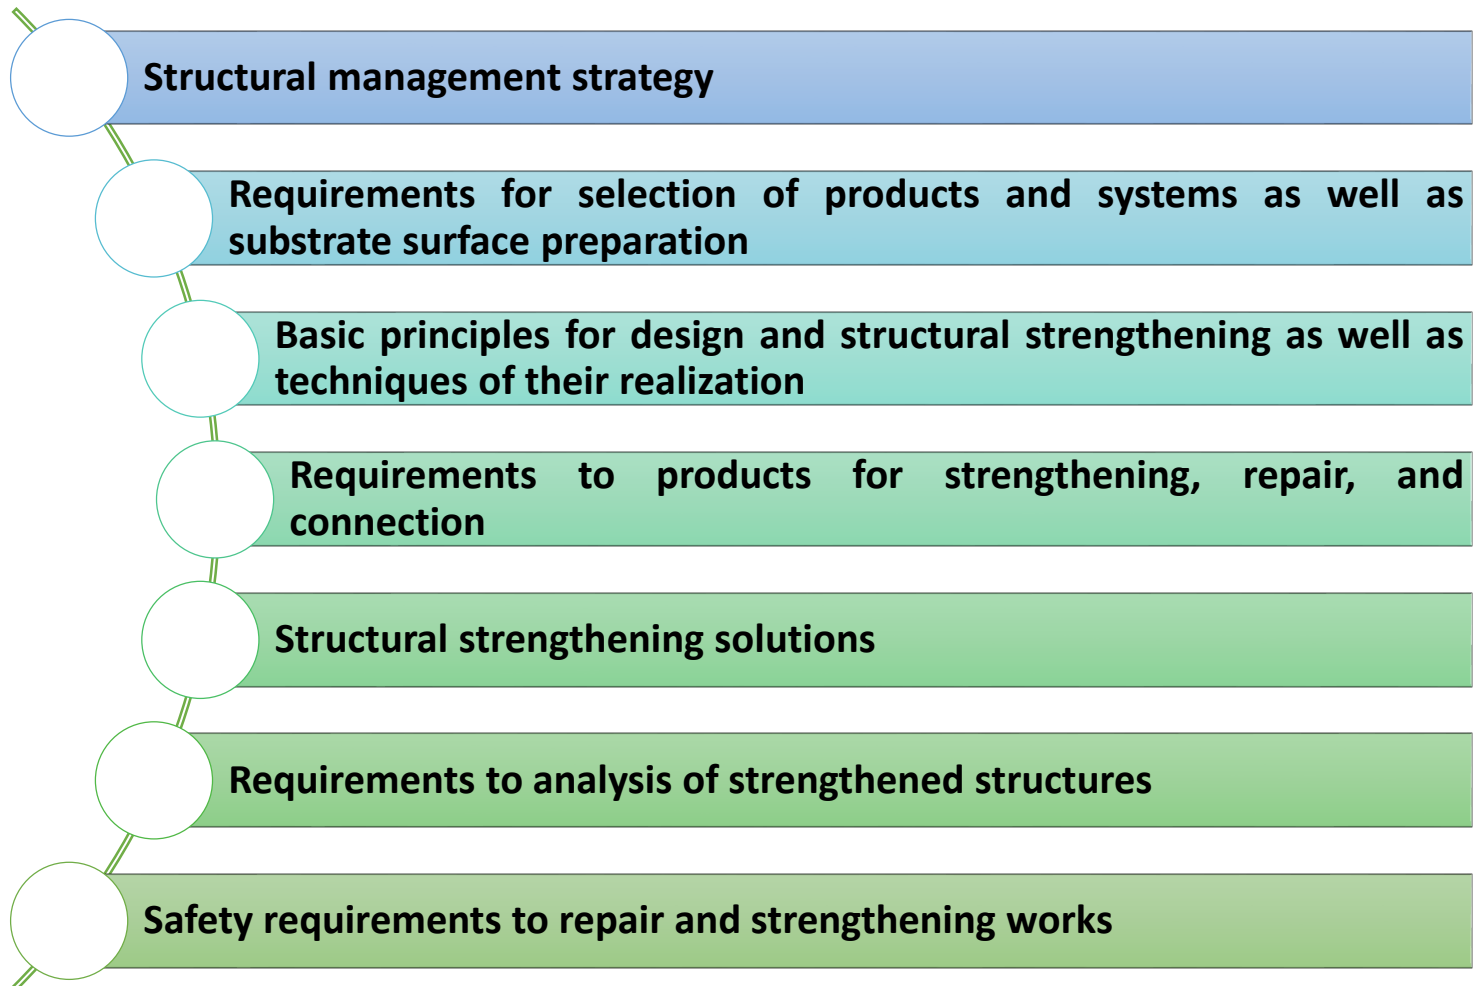 Structural management strategy
Requirements for selection of products and systems as well as
substrate surface preparation
Basic principles for design and structural strengthening as well as
techniques of their realization
Requirements to products for strengthening, repair, and
connection
Structural strengthening solutions
Requirements to analysis of strengthened structures
Safety requirements to repair and strengthening works